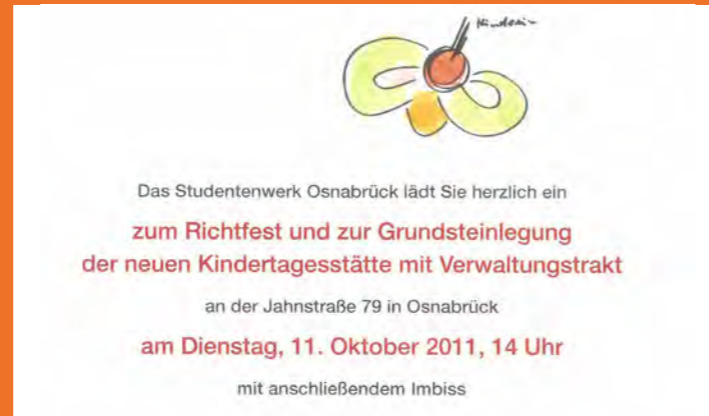 Das Studentenwerk Osnabrück lädt Sie herzlich ein
zum Richtfest und zur Grundsteinlegung
der neuen Kindertagesstätte mit Verwaltungstrakt
an der Jahnstraße 79 in Osnabrück
am Dienstag, 11. Oktober 2011, 14 Uhr
mit anschließendem Imbiss